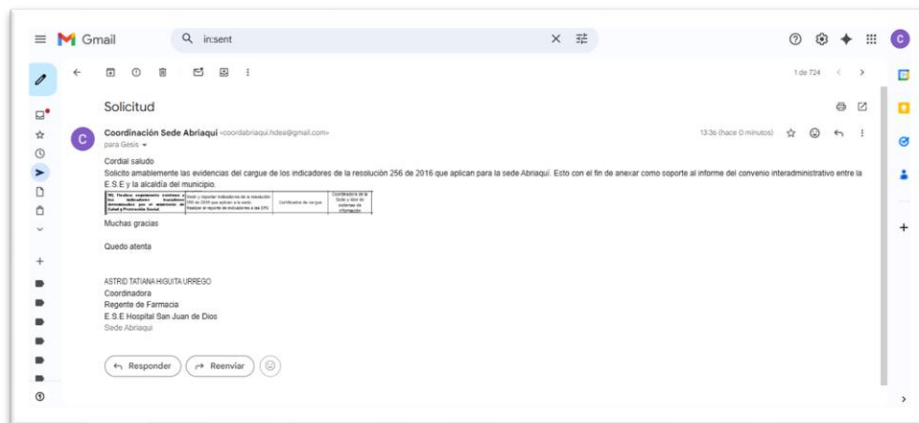 Gmail
in:sent
C
1 de 724
Solicitud
C
Coordinación Sede Abriaquí <coordabriaqui.hdea@gmail.com>
13:36 (hace 0 minutos)
para Gesis
Cordial saludo
Solicito amablemente las evidencias del cargue de los indicadores de la resolución 256 de 2016 que aplican para la sede Abriaquí. Esto con el fin de anexar como soporte al informe del convenio interadministrativo entre la
E.S.E y la alcaldía del municipio.
Certificados de cargue
Muchas gracias
Quedo atenta
ASTRID TATIANA HIGUITA URREGO
Coordinadora
Regente de Farmacia
E.S.E Hospital San Juan de Dios
Sede Abriaqui
Responder
Reenviar